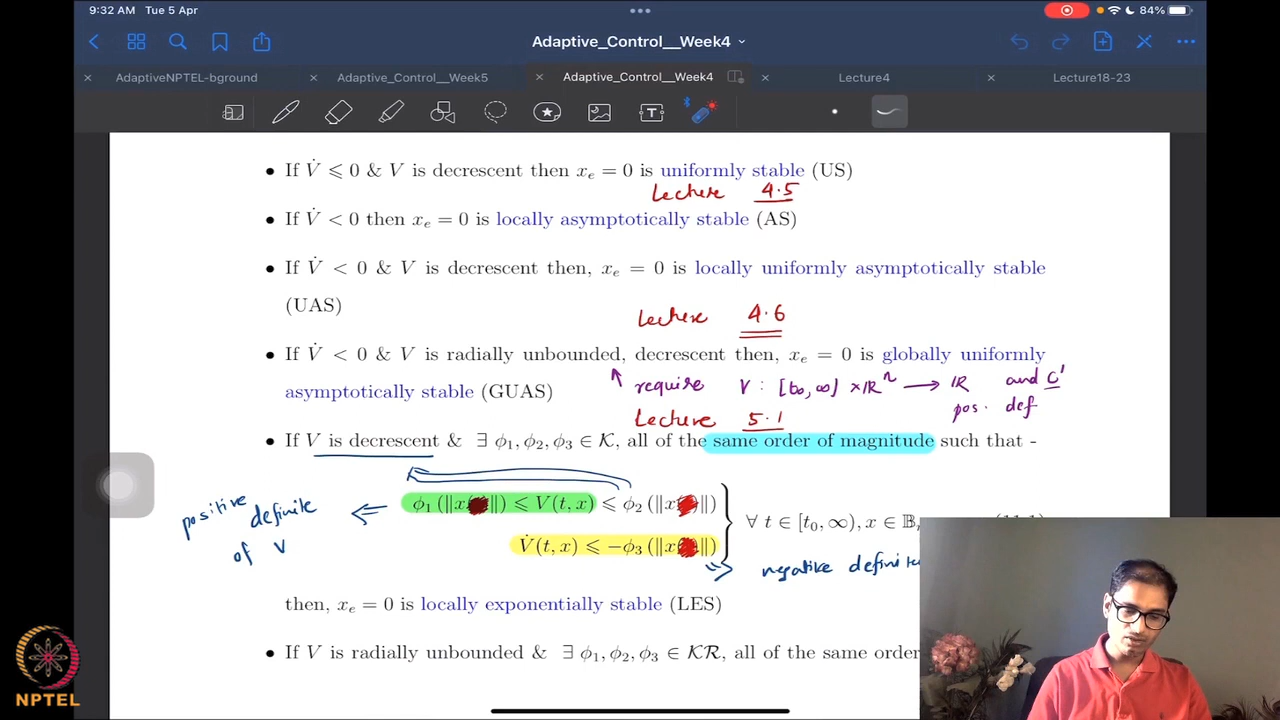 9:32 AM Tue 5 Apr
84%
Adaptive_Control__Week4
AdaptiveNPTEL-bground
Adaptive_Control__Week5
Adaptive_Control__Week4
Lecture4
Lecture18-23
• If V̇ ⩽ 0 & V is decrescent then xₑ = 0 is uniformly stable (US)
Lecture 4.5
• If V̇ < 0 then xₑ = 0 is locally asymptotically stable (AS)
• If V̇ < 0 & V is decrescent then, xₑ = 0 is locally uniformly asymptotically stable
(UAS)
Lecture 4.6
• If V̇ < 0 & V is radially unbounded, decrescent then, xₑ = 0 is globally uniformly
asymptotically stable (GUAS)
↑ require V : [t₀, ∞) × ℝⁿ → ℝ and C¹
pos. def
Lecture 5.1
• If V is decrescent & ∃ ϕ₁, ϕ₂, ϕ₃ ∈ 𝒦, all of the same order of magnitude such that -
positive definite
of V
ϕ₁ (‖x‖) ⩽ V(t, x) ⩽ ϕ₂ (‖x‖)
V̇(t, x) ⩽ −ϕ₃ (‖x‖)
∀ t ∈ [t₀, ∞), x ∈ 𝔹
negative
then, xₑ = 0 is locally exponentially stable (LES)
• If V is radially unbounded & ∃ ϕ₁, ϕ₂, ϕ₃ ∈ 𝒦ℛ, all of the same order
NPTEL